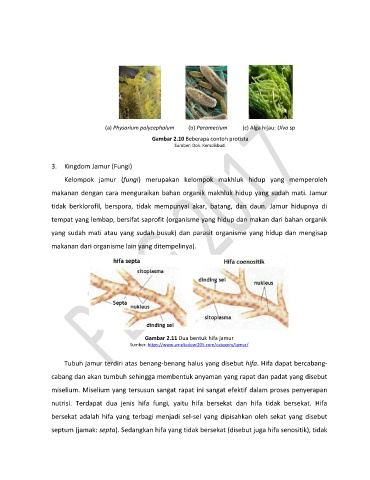 (a) Physarium polycephalum (b) Paramecium (c) Alga hijau: Ulva sp
Gambar 2.10 Beberapa contoh protista
Sumber: Dok. Kemdikbud.
3. Kingdom Jamur (Fungi)
Kelompok jamur (fungi) merupakan kelompok makhluk hidup yang memperoleh
makanan dengan cara menguraikan bahan organik makhluk hidup yang sudah mati. Jamur
tidak berklorofil, berspora, tidak mempunyai akar, batang, dan daun. Jamur hidupnya di
tempat yang lembap, bersifat saprofit (organisme yang hidup dan makan dari bahan organik
yang sudah mati atau yang sudah busuk) dan parasit organisme yang hidup dan mengisap
makanan dari organisme lain yang ditempelinya).
hifa septa
Hifa coenositik
sitoplasma
dinding sel
nukleus
Septa
nukleus
sitoplasma
dinding sel
Gambar 2.11 Dua bentuk hifa jamur
Tubuh jamur terdiri atas benang-benang halus yang disebut hifa. Hifa dapat bercabang-
cabang dan akan tumbuh sehingga membentuk anyaman yang rapat dan padat yang disebut
miselium. Miselium yang tersusun sangat rapat ini sangat efektif dalam proses penyerapan
nutrisi. Terdapat dua jenis hifa fungi, yaitu hifa bersekat dan hifa tidak bersekat. Hifa
bersekat adalah hifa yang terbagi menjadi sel-sel yang dipisahkan oleh sekat yang disebut
septum (jamak: septa). Sedangkan hifa yang tidak bersekat (disebut juga hifa senositik), tidak